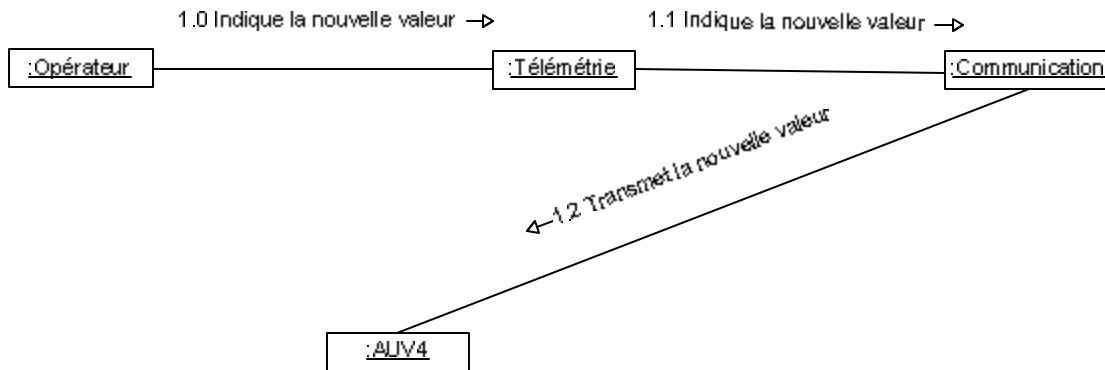 1.0 Indique la nouvelle valeur
1.1 Indique la nouvelle valeur
:Opérateur
:Télémétrie
:Communication
1.2 Transmet la nouvelle valeur
:AUV4